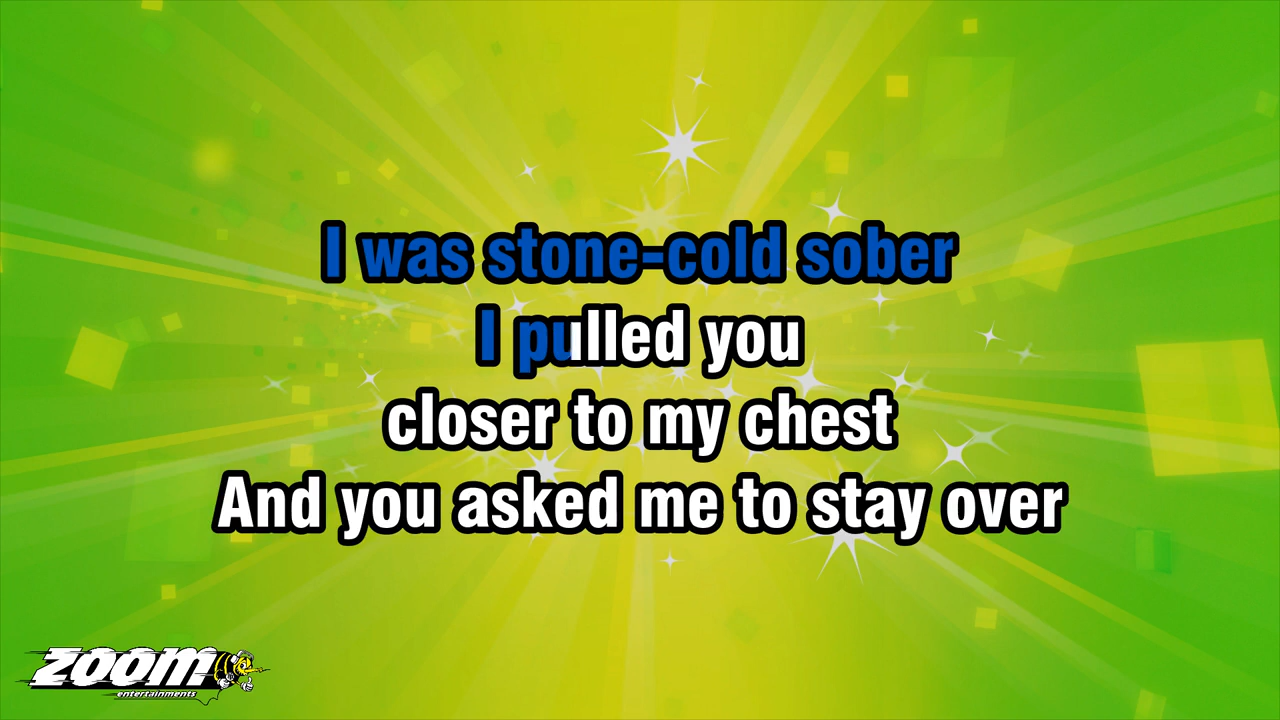 I was stone-cold sober
I pulled you
closer to my chest
And you asked me to stay over
zoom
entertainments